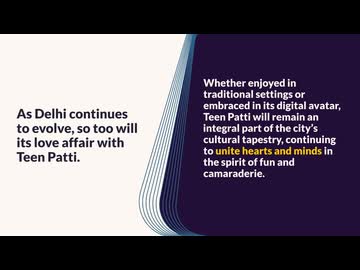 As Delhi continues
to evolve, so too will
its love affair with
Teen Patti.
Whether enjoyed in
traditional settings or
embraced in its digital avatar,
Teen Patti will remain an
integral part of the city's
cultural tapestry, continuing
to unite hearts and minds in
the spirit of fun and
camaraderie.